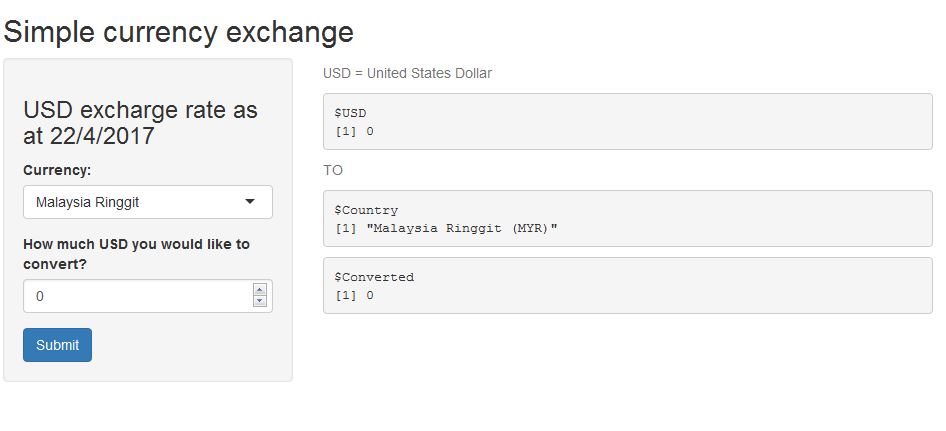 Simple currency exchange
USD excharge rate as
at 22/4/2017
Currency:
Malaysia Ringgit
How much USD you would like to
convert?
0
Submit
USD = United States Dollar
$USD
[1] 0
TO
$Country
[1] "Malaysia Ringgit (MYR)"
$Converted
[1] 0